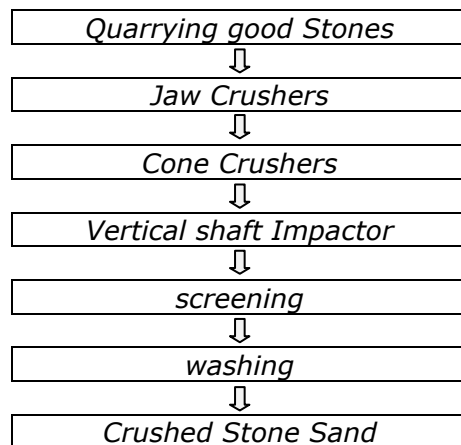 Quarrying good Stones
Jaw Crushers
Cone Crushers
Vertical shaft Impactor
screening
washing
Crushed Stone Sand